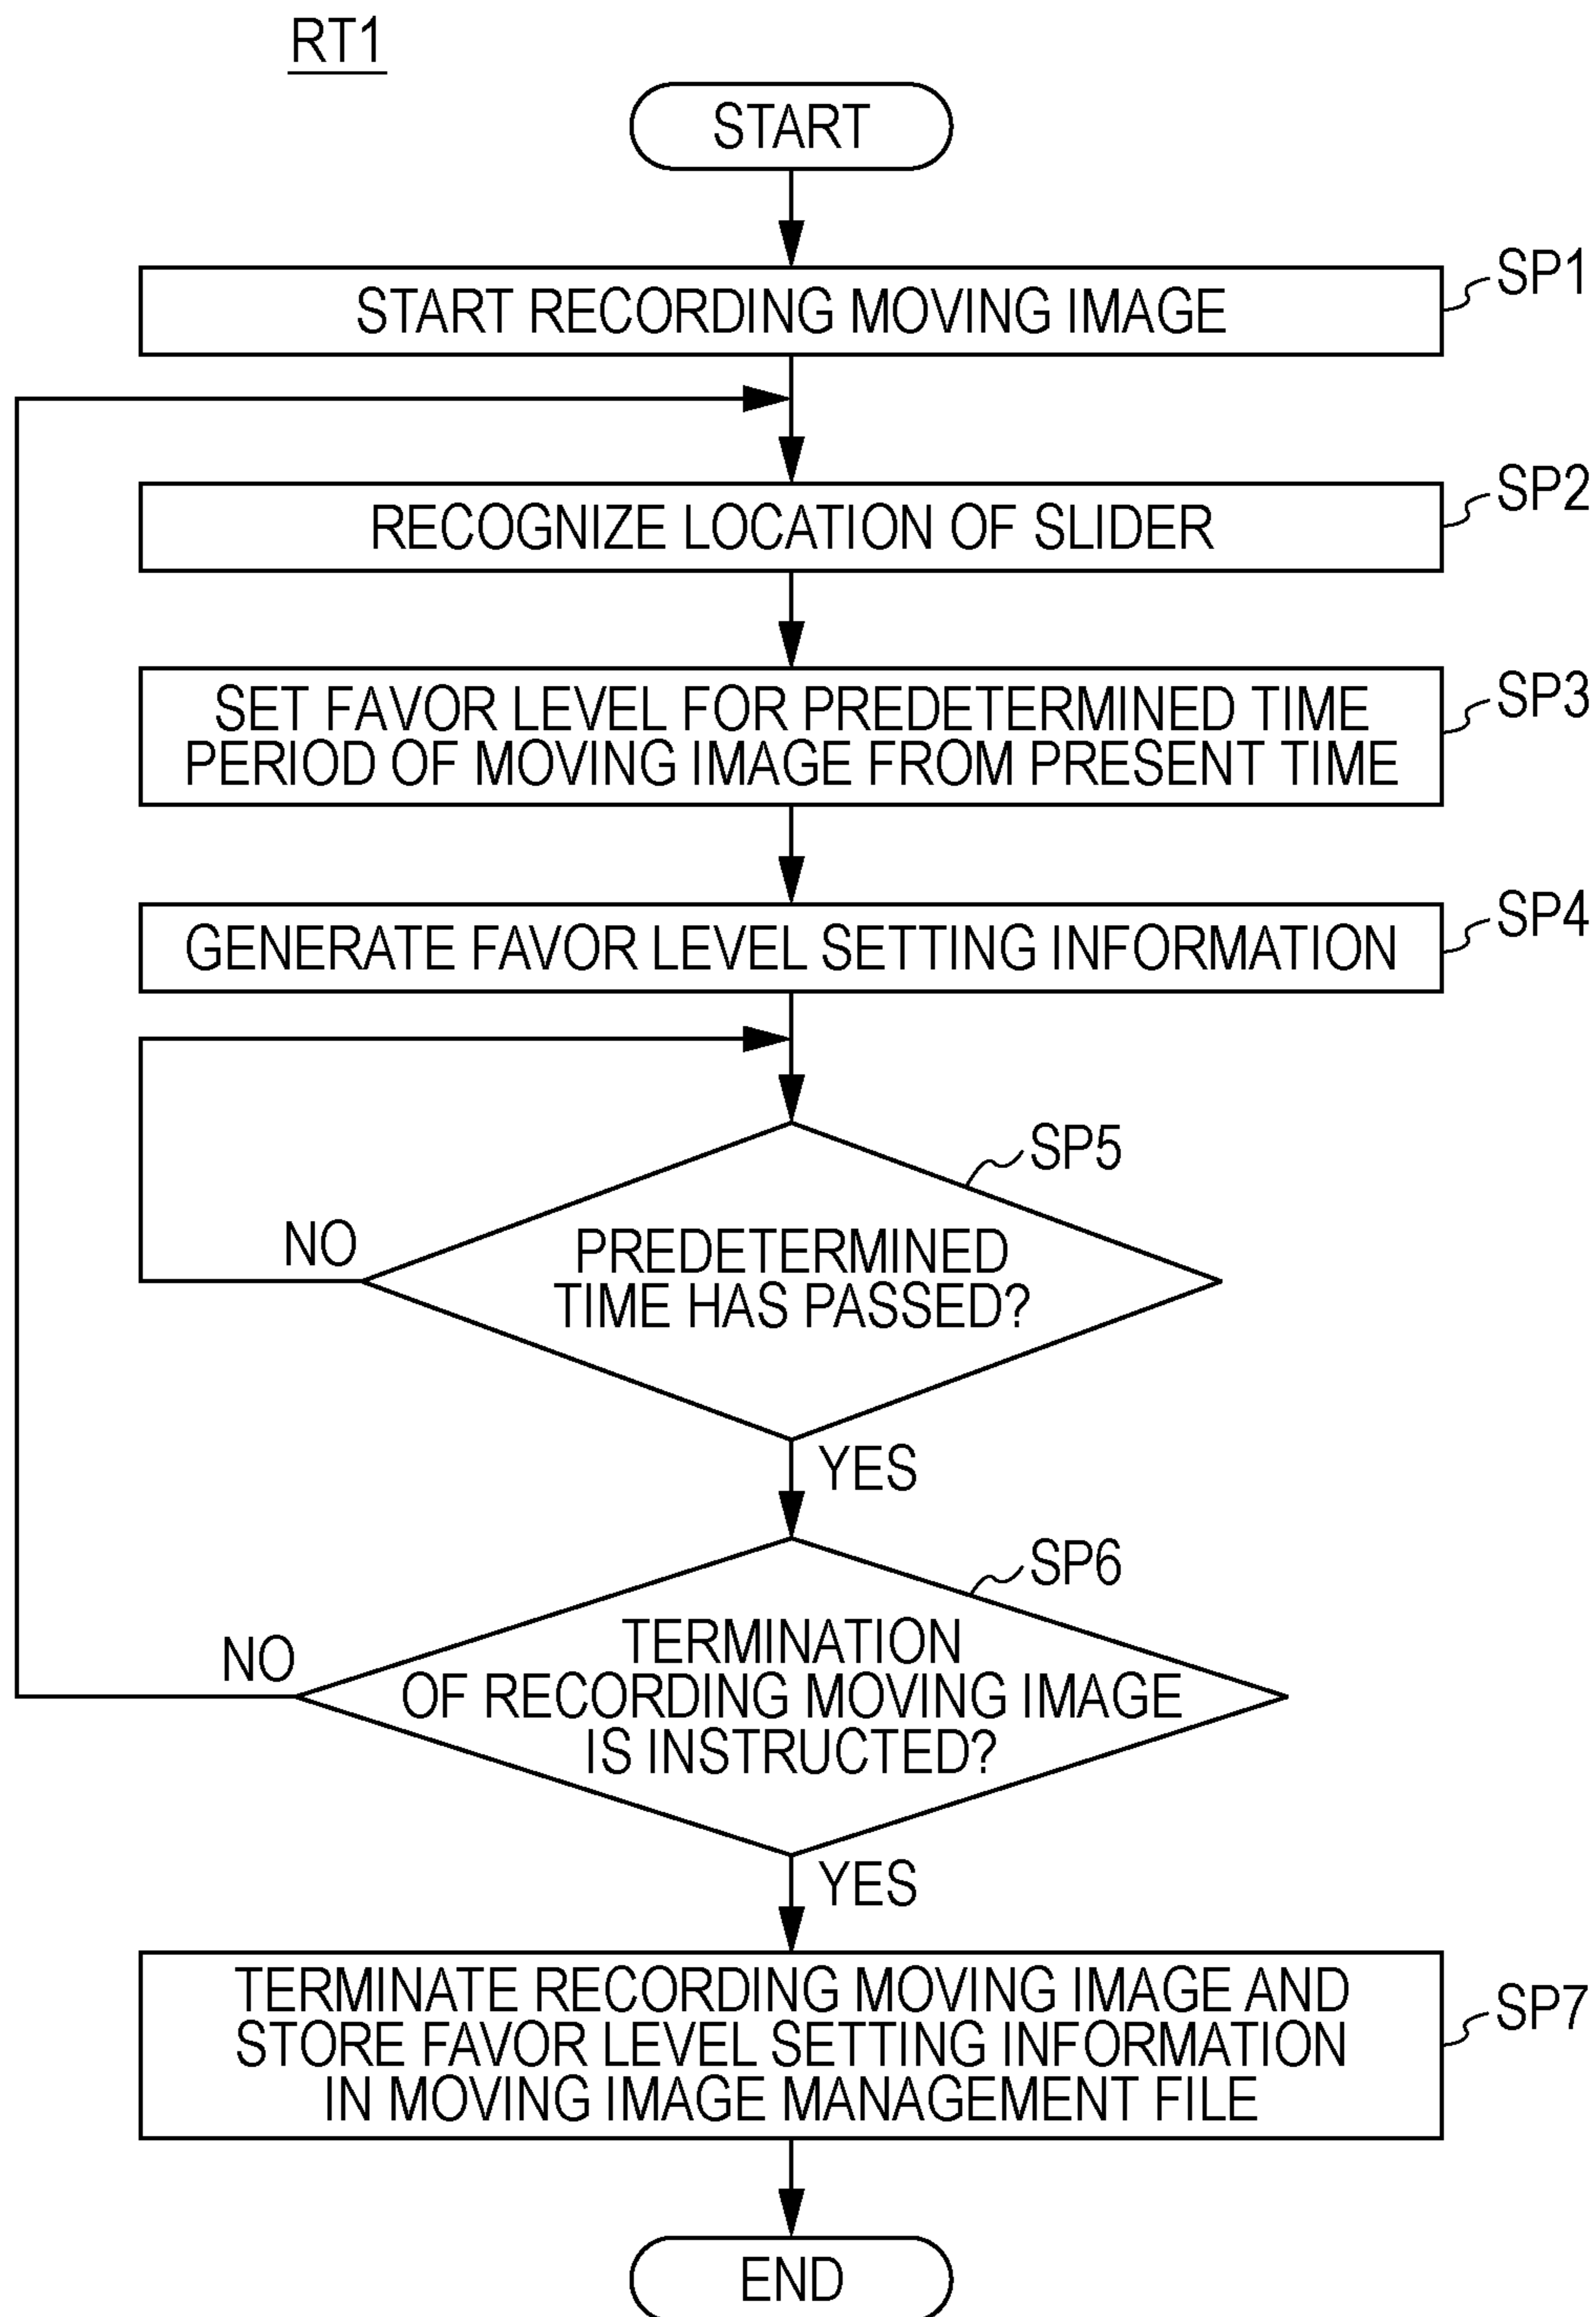 RT1
START
START RECORDING MOVING IMAGE
SP1
RECOGNIZE LOCATION OF SLIDER
SP2
SET FAVOR LEVEL FOR PREDETERMINED TIME
PERIOD OF MOVING IMAGE FROM PRESENT TIME
SP3
GENERATE FAVOR LEVEL SETTING INFORMATION
SP4
SP5
NO
PREDETERMINED
TIME HAS PASSED?
YES
SP6
NO
TERMINATION
OF RECORDING MOVING IMAGE
IS INSTRUCTED?
YES
TERMINATE RECORDING MOVING IMAGE AND
STORE FAVOR LEVEL SETTING INFORMATION
IN MOVING IMAGE MANAGEMENT FILE
SP7
END